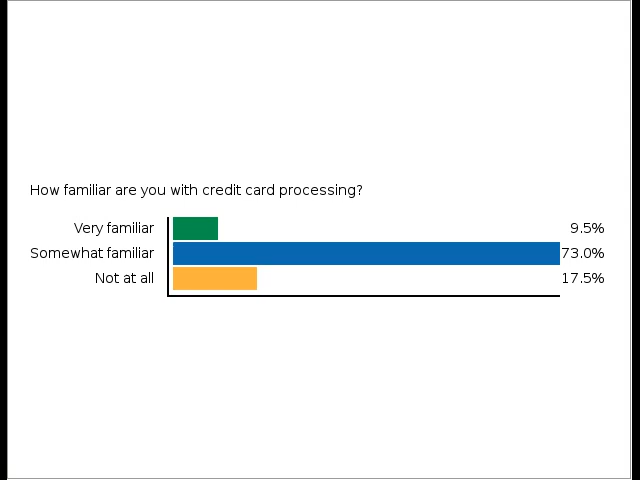 How familiar are you with credit card processing?
Very familiar 9.5%
Somewhat familiar 73.0%
Not at all 17.5%